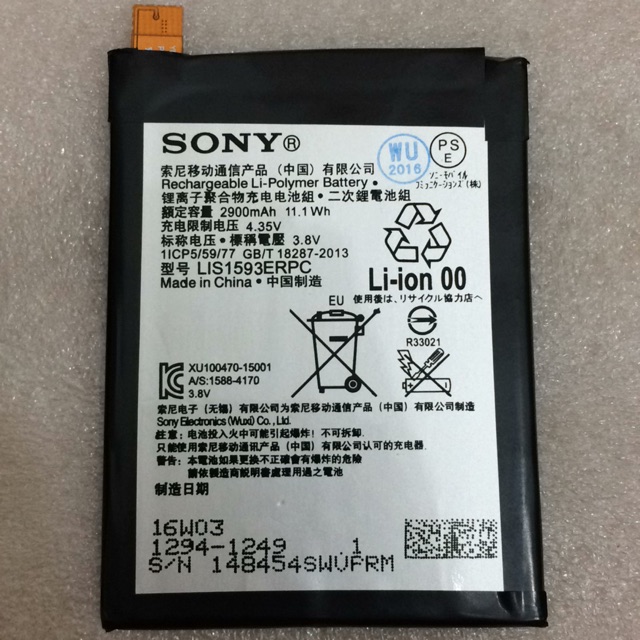 SONY®
WU
2016
PS
E
索尼移动通信产品（中国）有限公司
ソニーモバイル
コミュニケーションズ(株)
Rechargeable Li-Polymer Battery •
锂离子聚合物充电电池组 • 二次鋰電池組
额定容量 2900mAh 11.1Wh
充电限制电压 4.35V
标称电压 • 標稱電壓 3.8V
1ICP5/59/77 GB/T 18287-2013
型号 LIS1593ERPC
Made in China • 中国制造
Li-ion 00
使用後は、リサイクル協力店へ
EU
R33021
XU100470-15001
A/S:1588-4170
3.8V
索尼电子（无锡）有限公司为索尼移动通信产品（中国）有限公司制造
Sony Electronics (Wuxi) Co., Ltd.
注意：电池投入火中可能引起爆炸！不可拆卸.
只能使用索尼移动通信产品（中国）有限公司认可的充电器.
警告：本電池如果更換不正確會有爆炸的危險
請依製造商説明書處理用過之電池
制造日期
16W03
1294-1249 1
S/N 148454SWVFRM